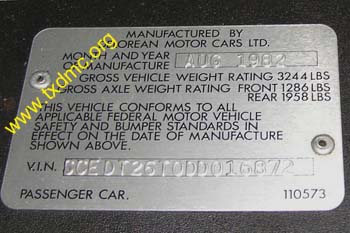 MANUFACTURED BY
DELOREAN MOTOR CARS LTD.
MONTH AND YEAR
OF MANUFACTURE AUG 1982
GROSS VEHICLE WEIGHT RATING 3244 LBS
GROSS AXLE WEIGHT RATING FRONT 1286 LBS
REAR 1958 LBS
THIS VEHICLE CONFORMS TO ALL
APPLICABLE FEDERAL MOTOR VEHICLE
SAFETY AND BUMPER STANDARDS IN
EFFECT ON THE DATE OF MANUFACTURE
SHOWN ABOVE.
V.I.N.
PASSENGER CAR. 110573
www.txdmc.org